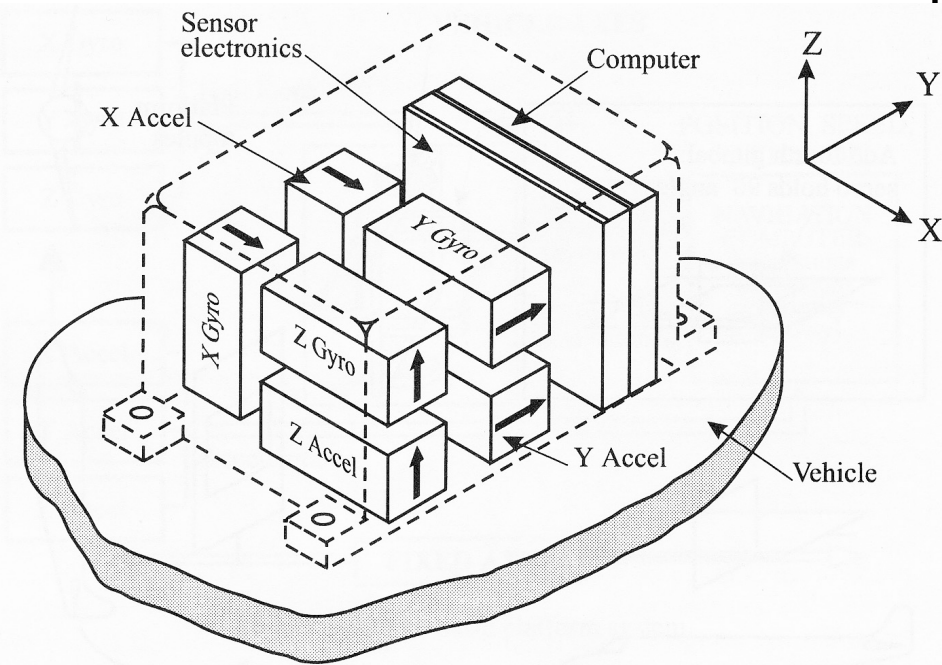 Sensor
electronics
Computer
X Accel
Z
Y
X
Y Gyro
X Gyro
Z Gyro
Z Accel
Y Accel
Vehicle